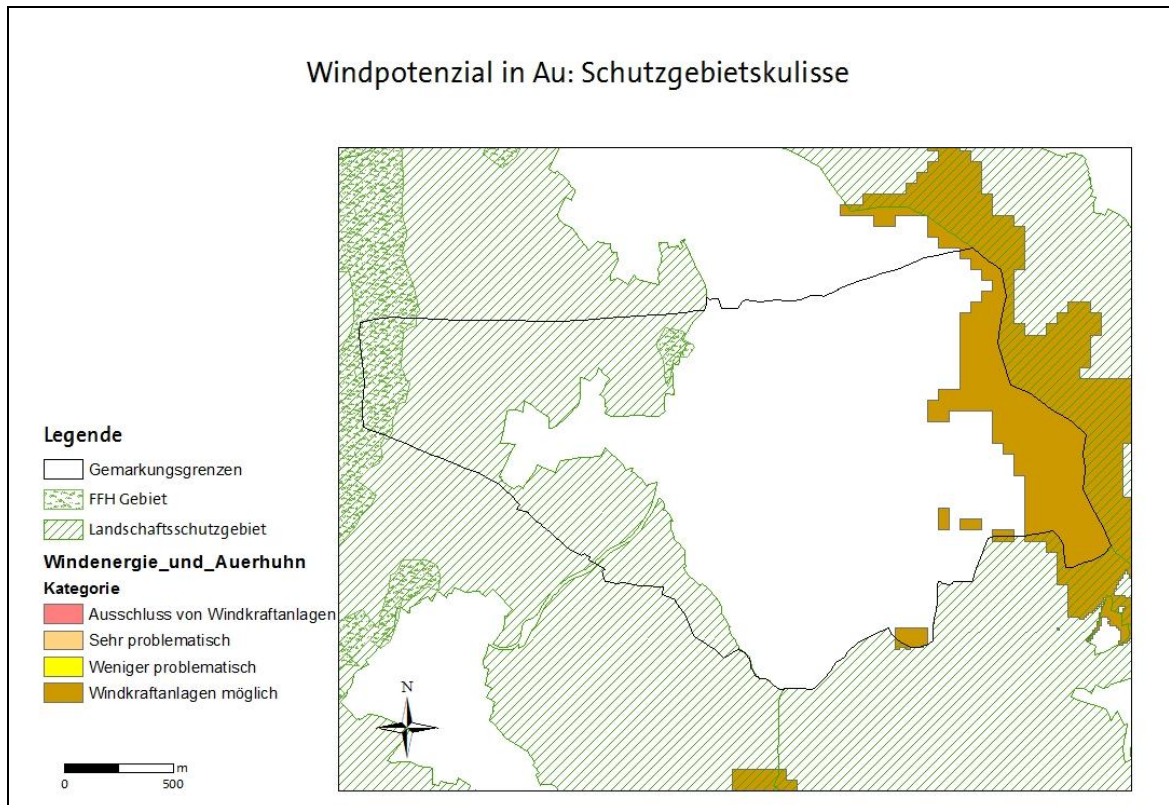 Windpotenzial in Au: Schutzgebietskulisse
Legende
Gemarkungsgrenzen
FFH Gebiet
Landschaftsschutzgebiet
Windenergie_und_Auerhuhn
Kategorie
Ausschluss von Windkraftanlagen
Sehr problematisch
Weniger problematisch
Windkraftanlagen möglich
N
m
0 500